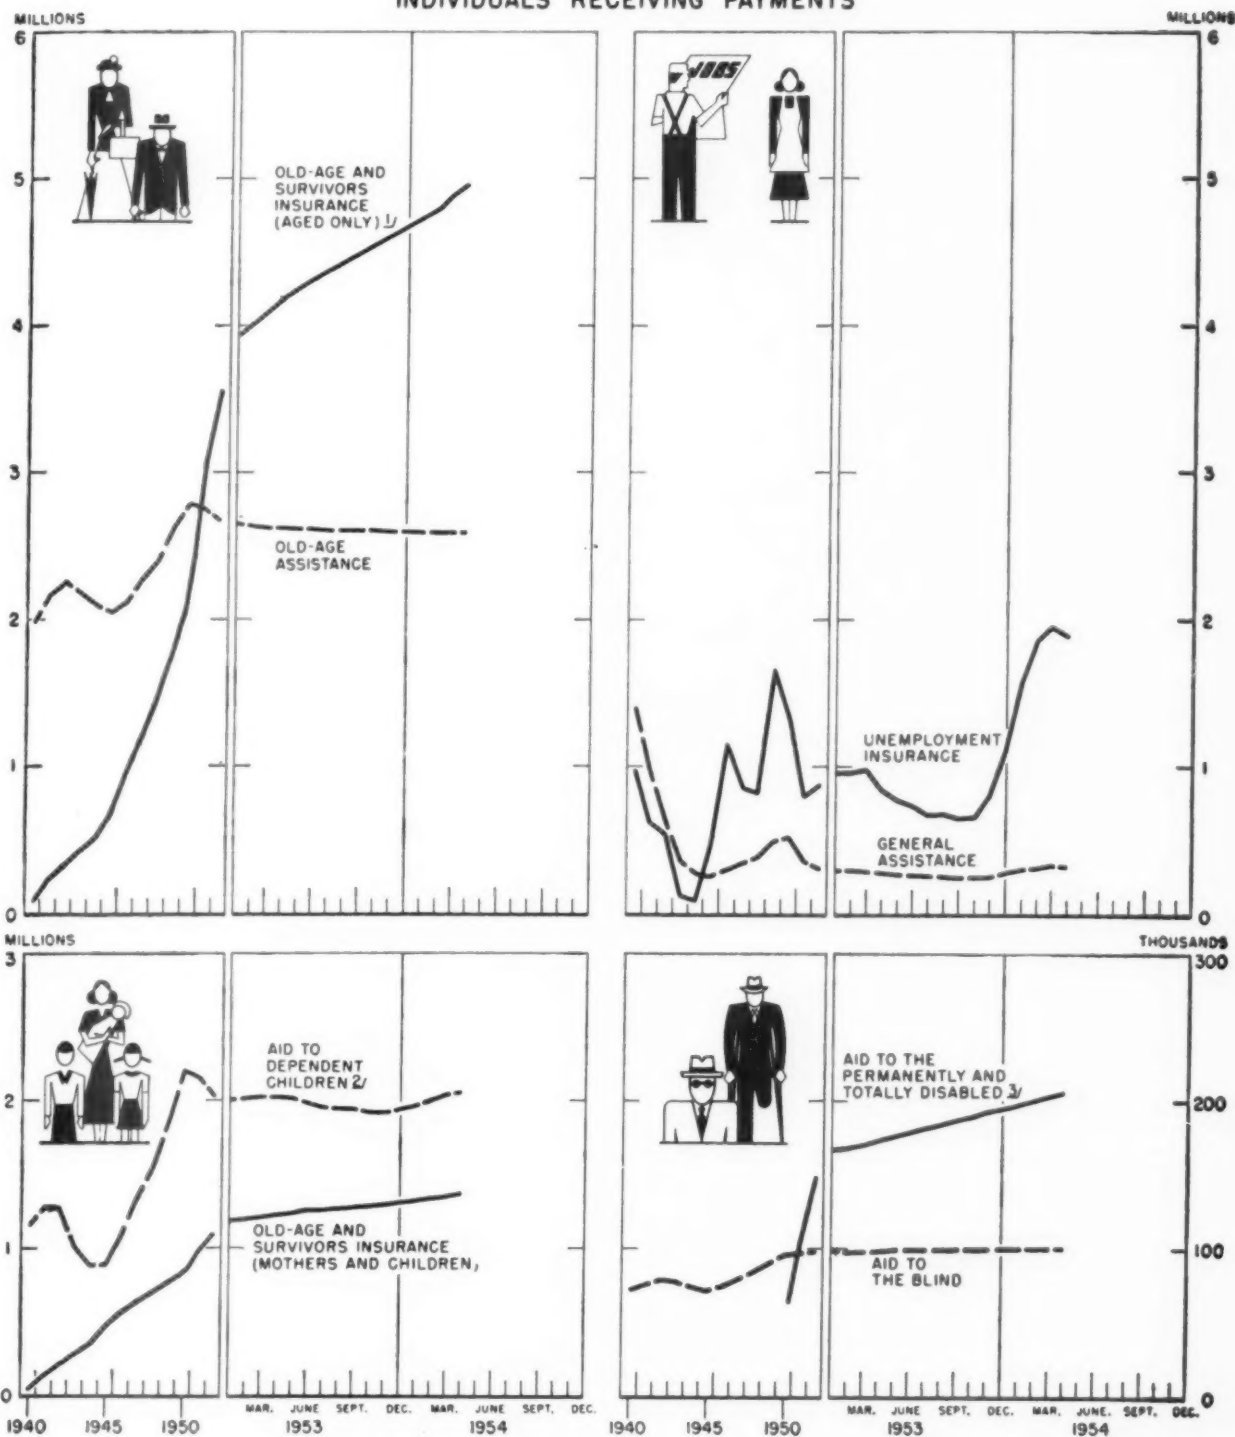 INDIVIDUALS RECEIVING PAYMENTS
MILLIONS
MILLIONS
6
5
4
3
2
1
0
OLD-AGE AND
SURVIVORS
INSURANCE
(AGED ONLY) 1/
OLD-AGE
ASSISTANCE
JOBS
UNEMPLOYMENT
INSURANCE
GENERAL
ASSISTANCE
6
5
4
3
2
1
0
MILLIONS
THOUSANDS
3
2
1
0
AID TO
DEPENDENT
CHILDREN 2/
OLD-AGE AND
SURVIVORS INSURANCE
(MOTHERS AND CHILDREN)
AID TO THE
PERMANENTLY AND
TOTALLY DISABLED 3/
AID TO
THE BLIND
300
200
100
0
MAR. JUNE SEPT. DEC. MAR. JUNE SEPT. DEC.
1940 1945 1950 1953 1954
MAR. JUNE SEPT. DEC. MAR. JUNE. SEPT. DEC.
1940 1945 1950 1953 1954